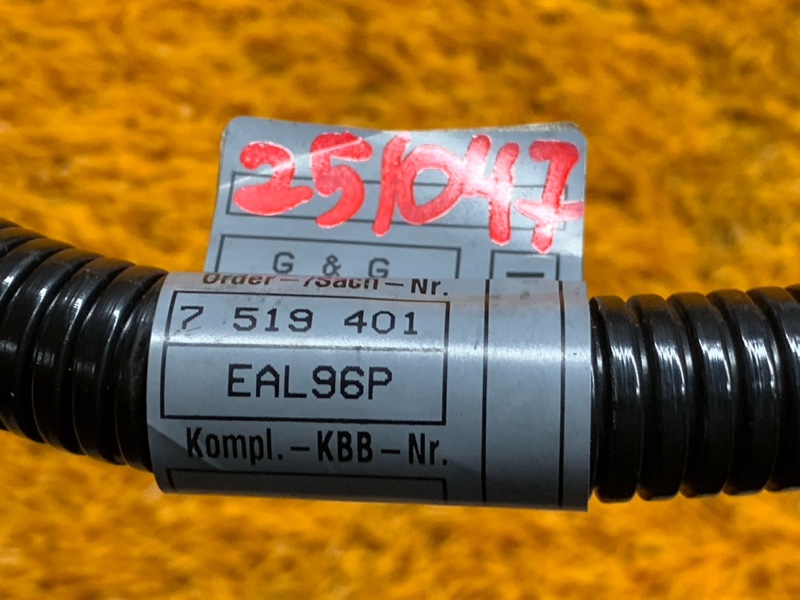 251047
G & G –
Order-/Sach-Nr.
7 519 401
EAL96P
Kompl.-KBB-Nr.